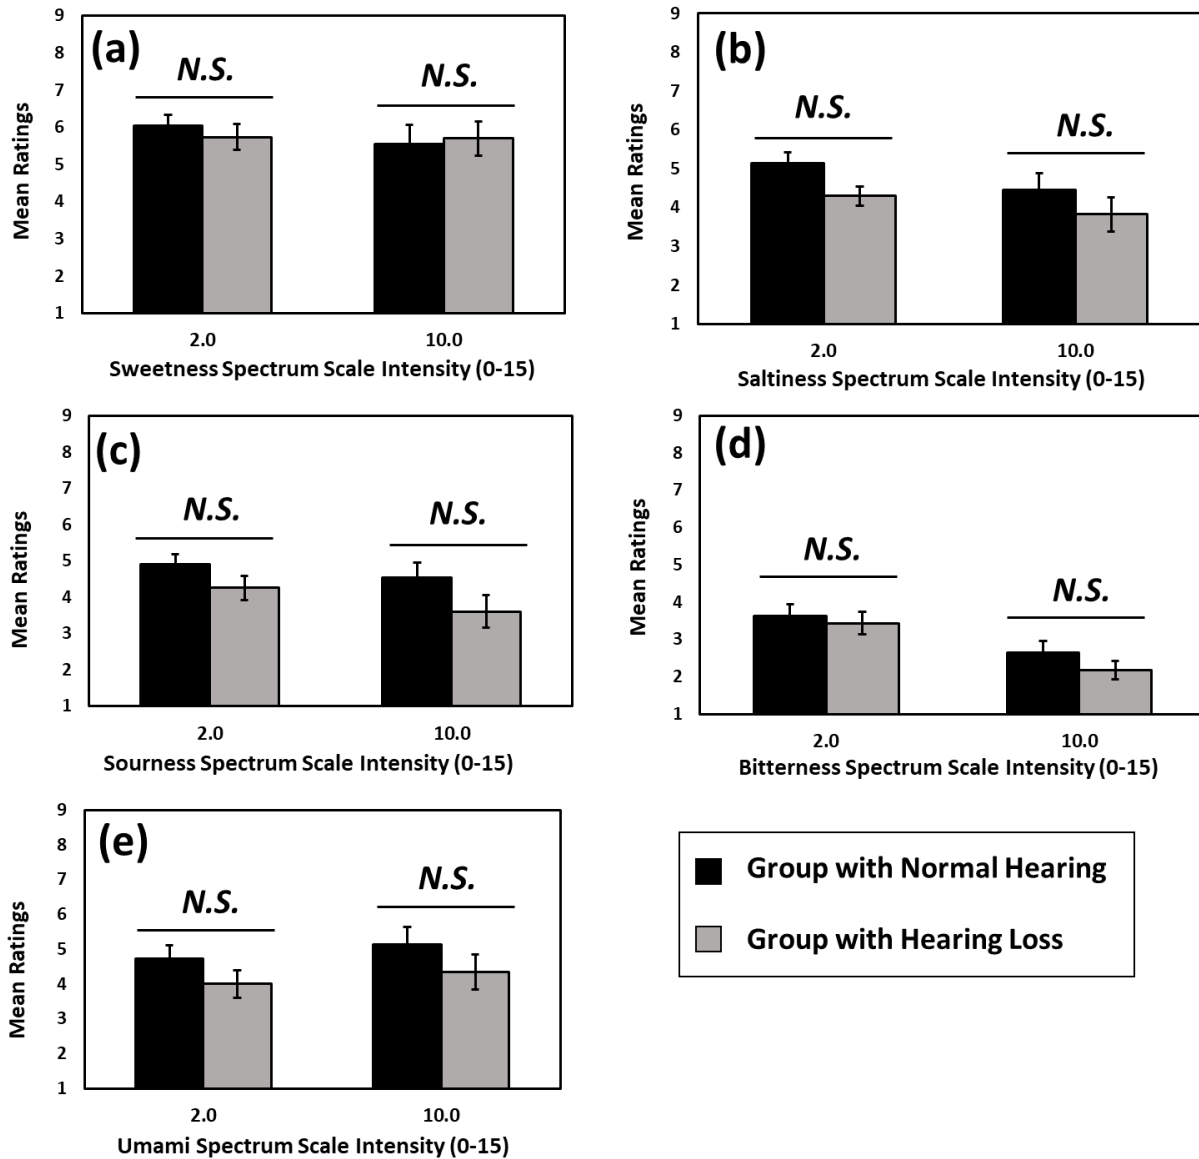 (a)
N.S.
N.S.
9
8
7
6
5
4
3
2
1
Mean Ratings
2.0
10.0
Sweetness Spectrum Scale Intensity (0-15)
(b)
N.S.
N.S.
9
8
7
6
5
4
3
2
1
Mean Ratings
2.0
10.0
Saltiness Spectrum Scale Intensity (0-15)
(c)
N.S.
N.S.
9
8
7
6
5
4
3
2
1
Mean Ratings
2.0
10.0
Sourness Spectrum Scale Intensity (0-15)
(d)
N.S.
N.S.
9
8
7
6
5
4
3
2
1
Mean Ratings
2.0
10.0
Bitterness Spectrum Scale Intensity (0-15)
(e)
N.S.
N.S.
9
8
7
6
5
4
3
2
1
Mean Ratings
2.0
10.0
Umami Spectrum Scale Intensity (0-15)
Group with Normal Hearing
Group with Hearing Loss